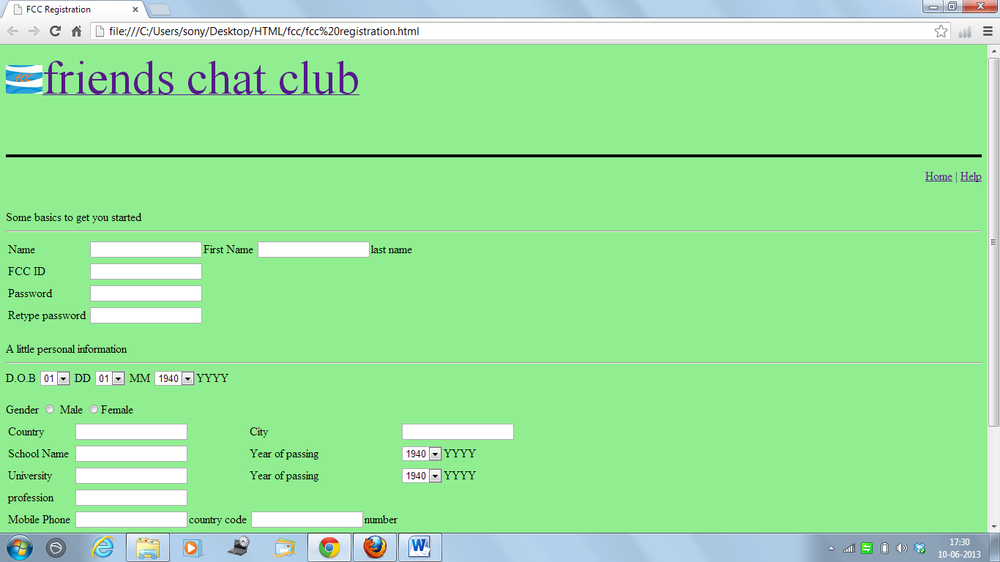 FCC Registration
file:///C:/Users/sony/Desktop/HTML/fcc/fcc%20registration.html
FCC
friends chat club
Home | Help
Some basics to get you started
Name First Name last name
FCC ID
Password
Retype password
A little personal information
D.O.B 01 DD 01 MM 1940 YYYY
Gender Male Female
Country City
School Name Year of passing 1940 YYYY
University Year of passing 1940 YYYY
profession
Mobile Phone country code number
17:30
10-06-2013